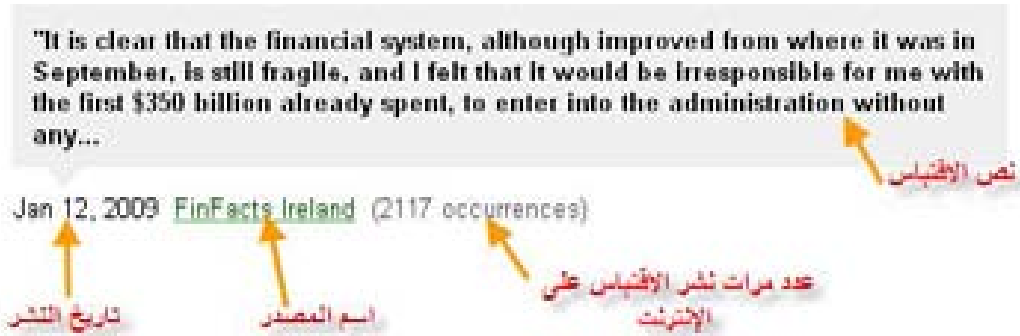 "It is clear that the financial system, although improved from where it was in
September, is still fragile, and I felt that it would be irresponsible for me with
the first $350 billion already spent, to enter into the administration without
any...
نص الاقتباس
Jan 12, 2009 FinFacts Ireland (2117 occurrences)
تاريخ النشر
اسم المصدر
عدد مرات نشر الاقتباس على
الإنترنت